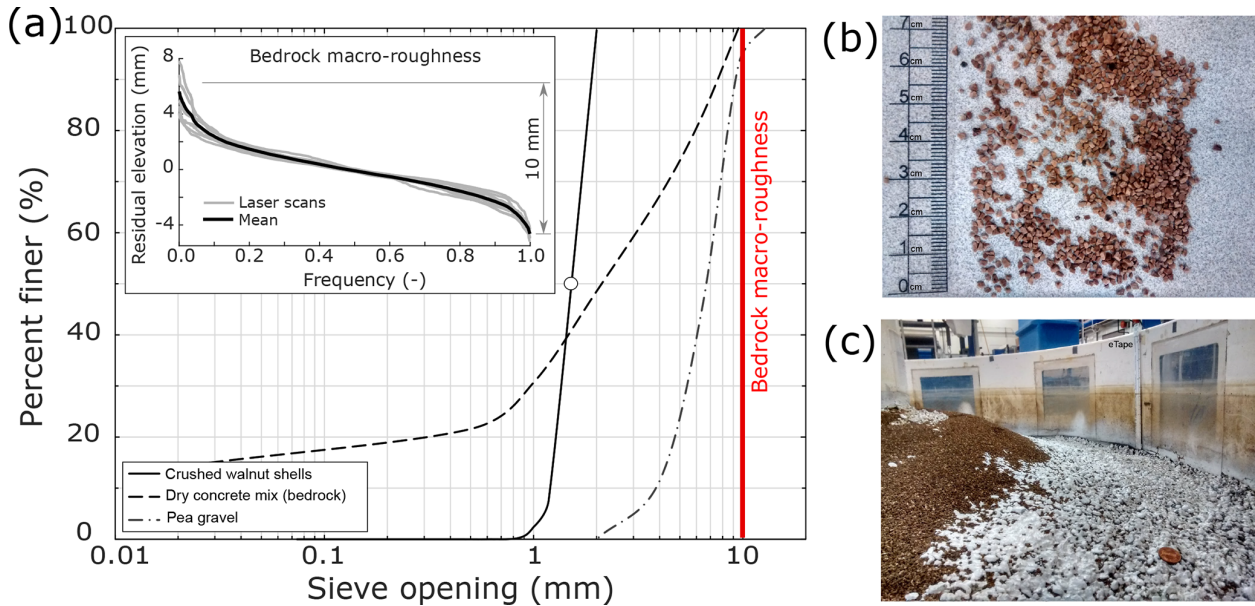 (a)
Percent finer (%)
100
80
60
40
20
0
0.01
0.1
1
10
Sieve opening (mm)
Bedrock macro-roughness
Residual elevation (mm)
8
4
0
-4
0.0
0.2
0.4
0.6
0.8
1.0
Frequency (-)
10 mm
Laser scans
Mean
Crushed walnut shells
Dry concrete mix (bedrock)
Pea gravel
Bedrock macro-roughness
(b)
7cm
6cm
5cm
4cm
3cm
2cm
1cm
0cm
(c)
eTape